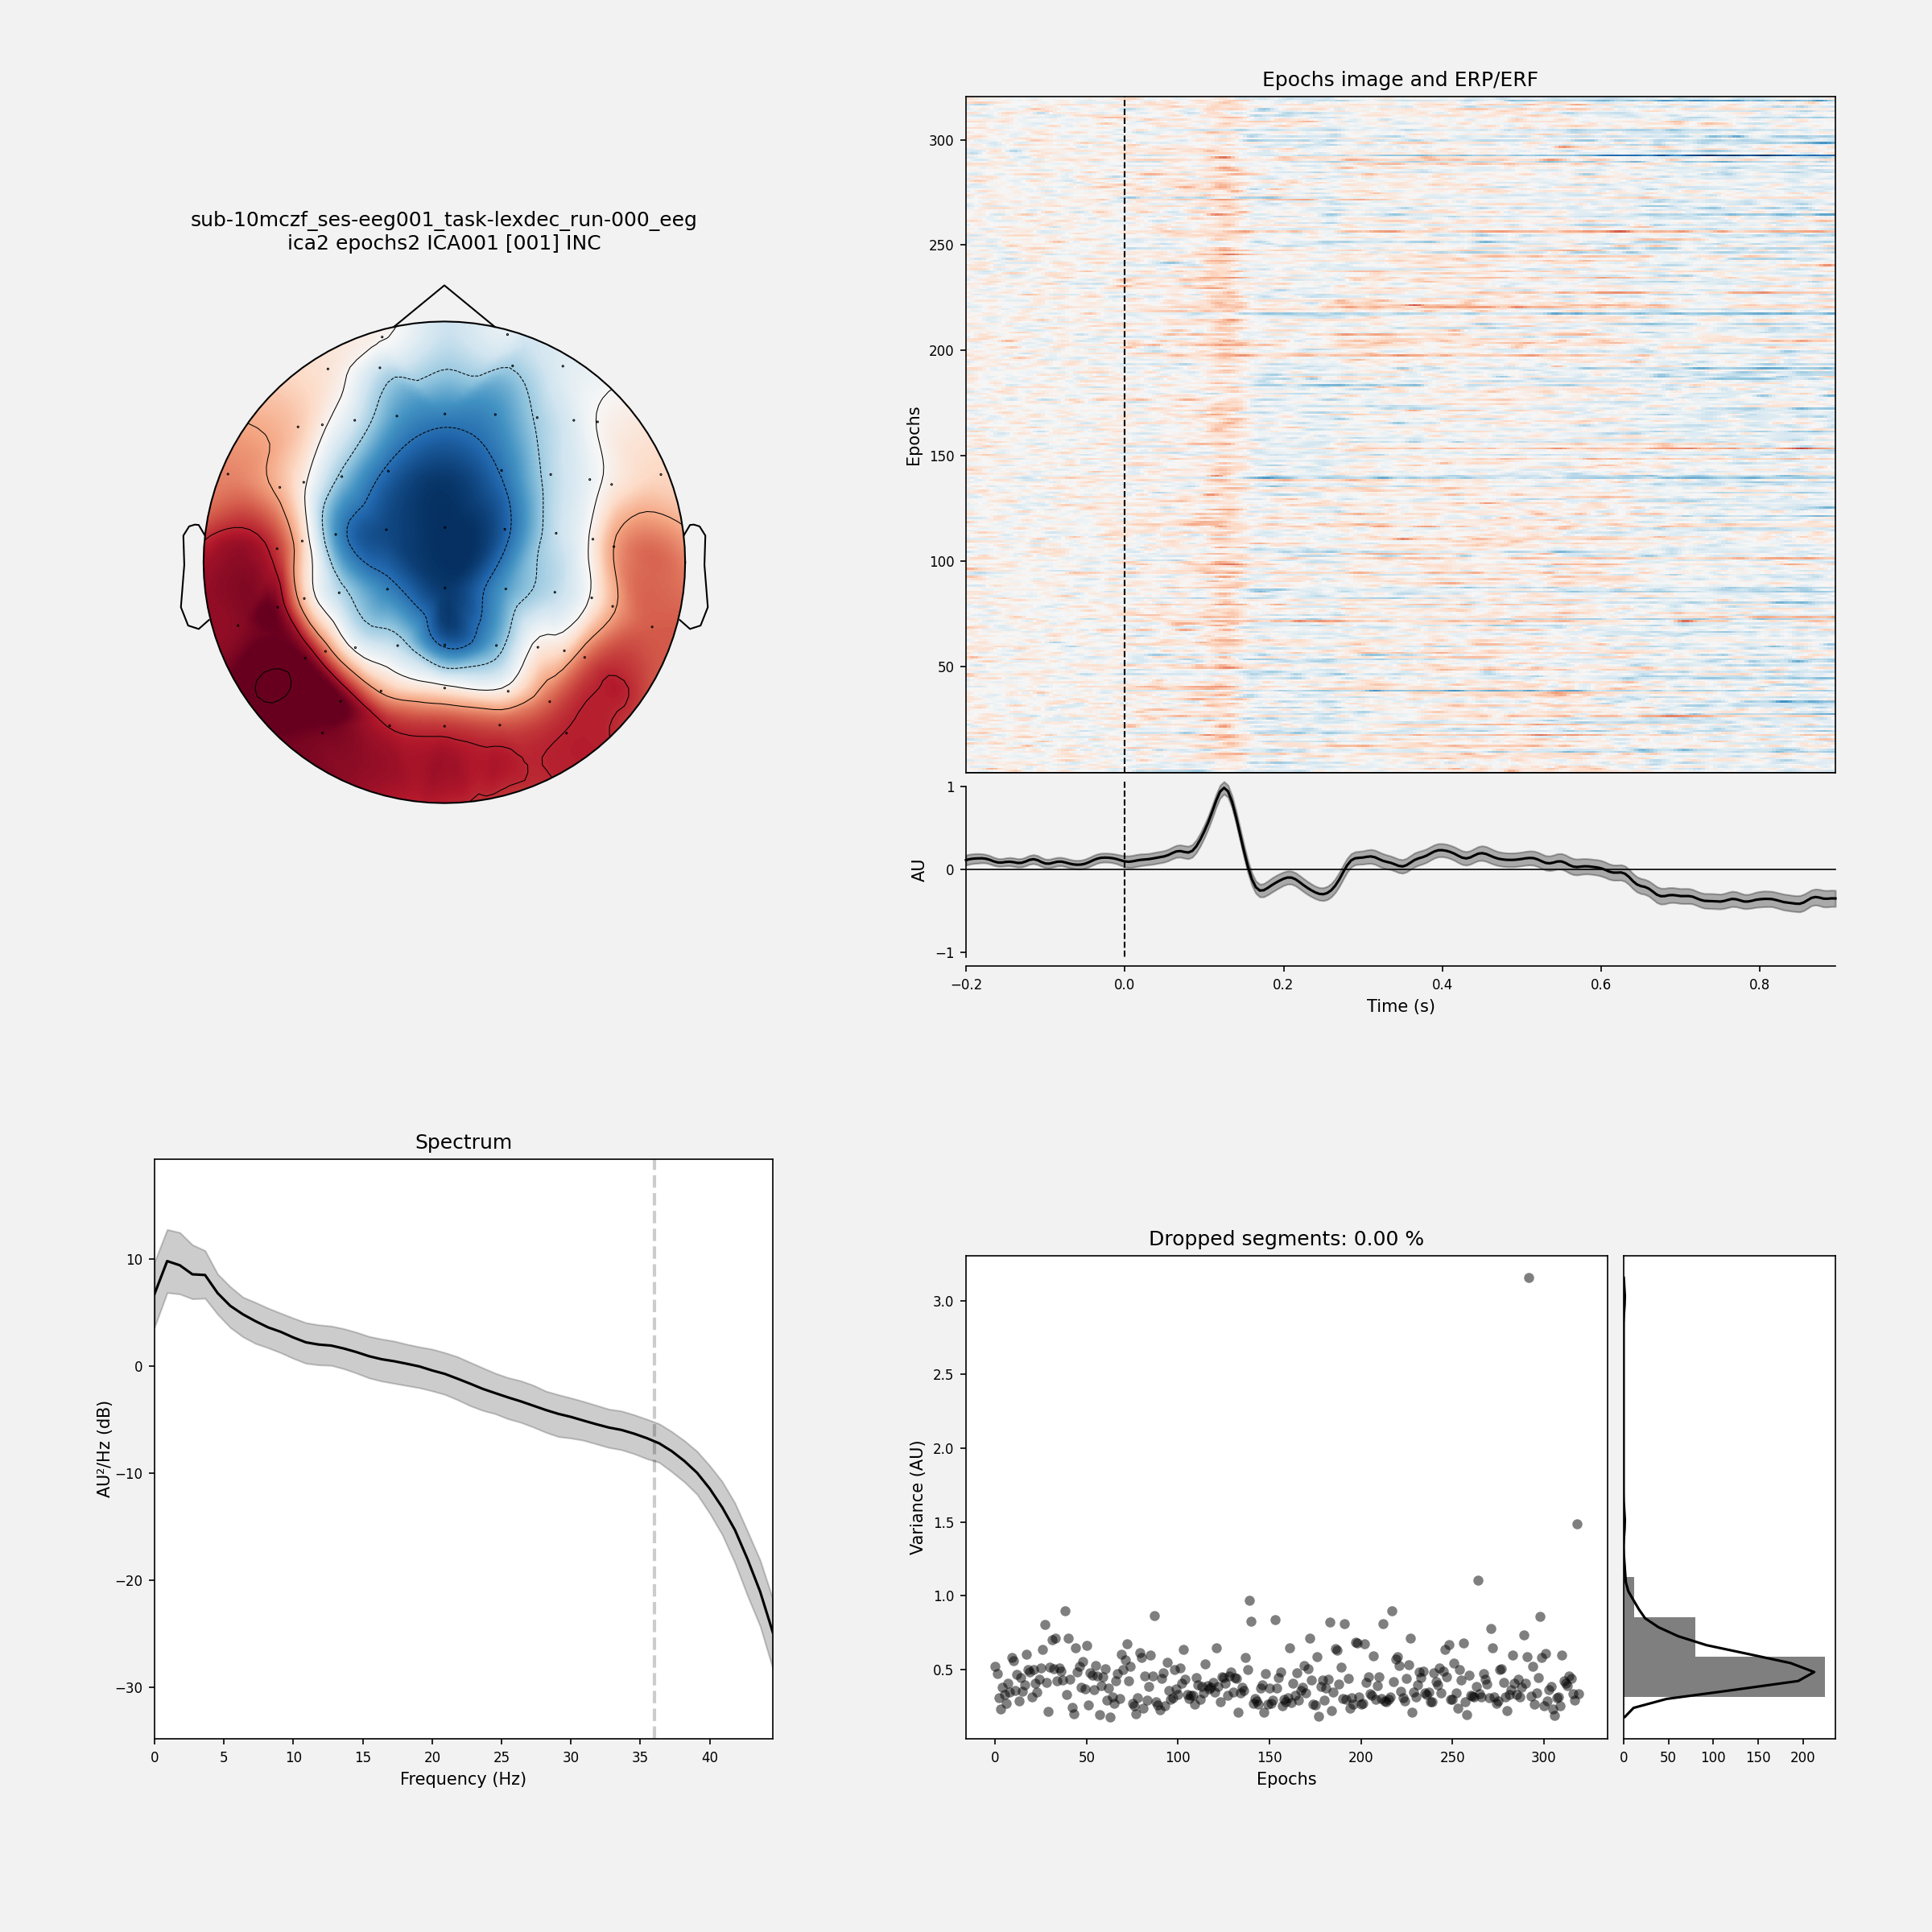 sub-10mczf_ses-eeg001_task-lexdec_run-000_eeg
ica2 epochs2 ICA001 [001] INC
Epochs image and ERP/ERF
Epochs
300
250
200
150
100
50
AU
1
0
−1
−0.2 0.0 0.2 0.4 0.6 0.8
Time (s)
Spectrum
AU²/Hz (dB)
10
0
−10
−20
−30
0 5 10 15 20 25 30 35 40
Frequency (Hz)
Dropped segments: 0.00 %
Variance (AU)
3.0
2.5
2.0
1.5
1.0
0.5
0 50 100 150 200 250 300
Epochs
0 50 100 150 200